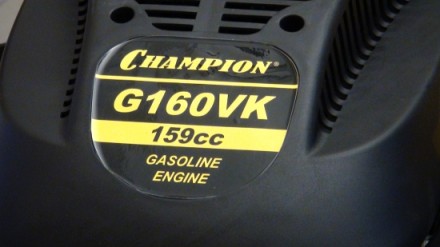 CHAMPION®
G160VK
159cc
GASOLINE
ENGINE